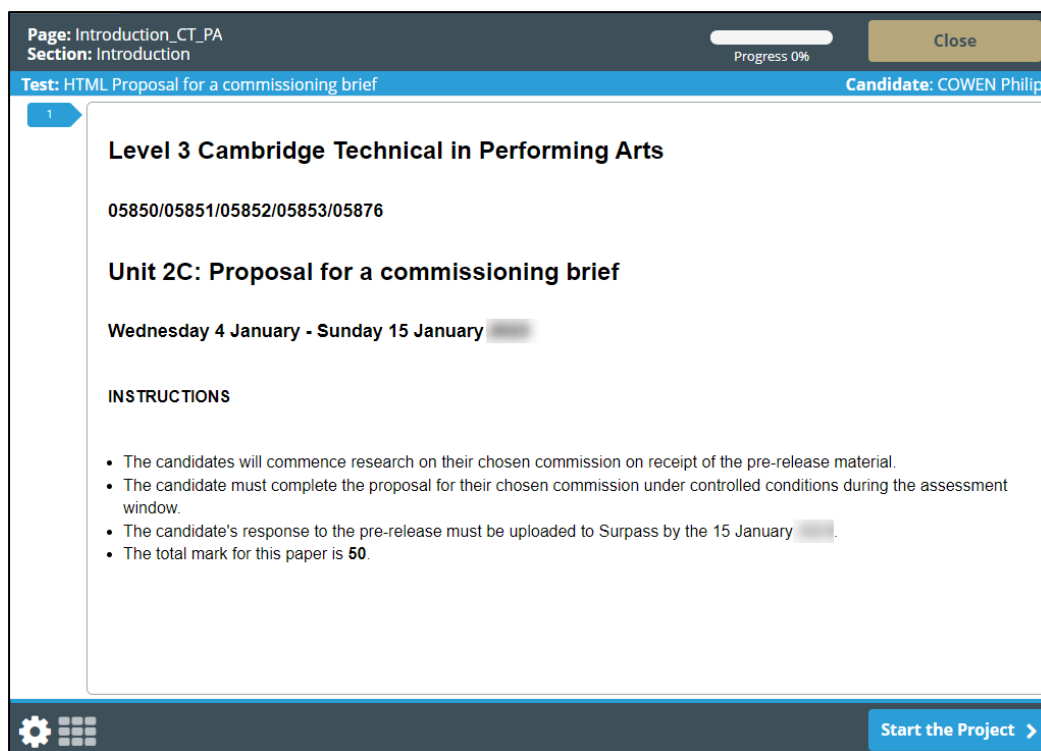 Page: Introduction_CT_PA
Section: Introduction
Progress 0%
Close
Test: HTML Proposal for a commissioning brief
Candidate: COWEN Philip
1
Level 3 Cambridge Technical in Performing Arts
05850/05851/05852/05853/05876
Unit 2C: Proposal for a commissioning brief
Wednesday 4 January - Sunday 15 January
INSTRUCTIONS
• The candidates will commence research on their chosen commission on receipt of the pre-release material.
• The candidate must complete the proposal for their chosen commission under controlled conditions during the assessment
window.
• The candidate's response to the pre-release must be uploaded to Surpass by the 15 January .
• The total mark for this paper is 50.
Start the Project